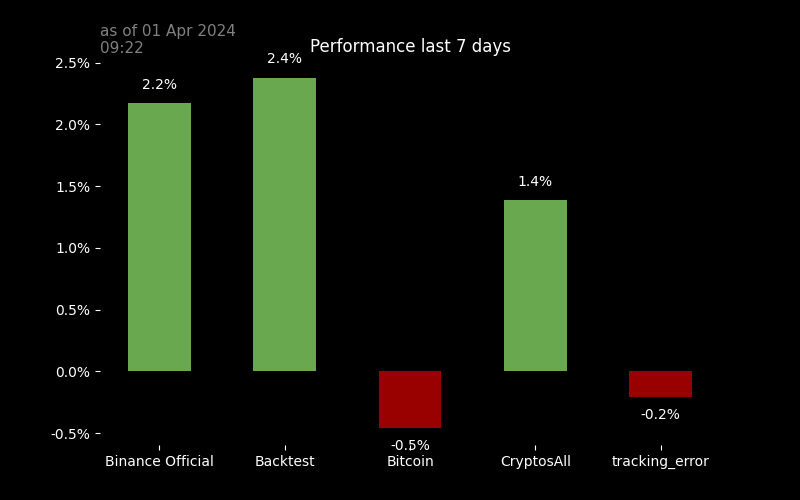 as of 01 Apr 2024
09:22
Performance last 7 days
2.5%
2.0%
1.5%
1.0%
0.5%
0.0%
-0.5%
2.2%
2.4%
-0.5%
1.4%
-0.2%
Binance Official
Backtest
Bitcoin
CryptosAll
tracking_error